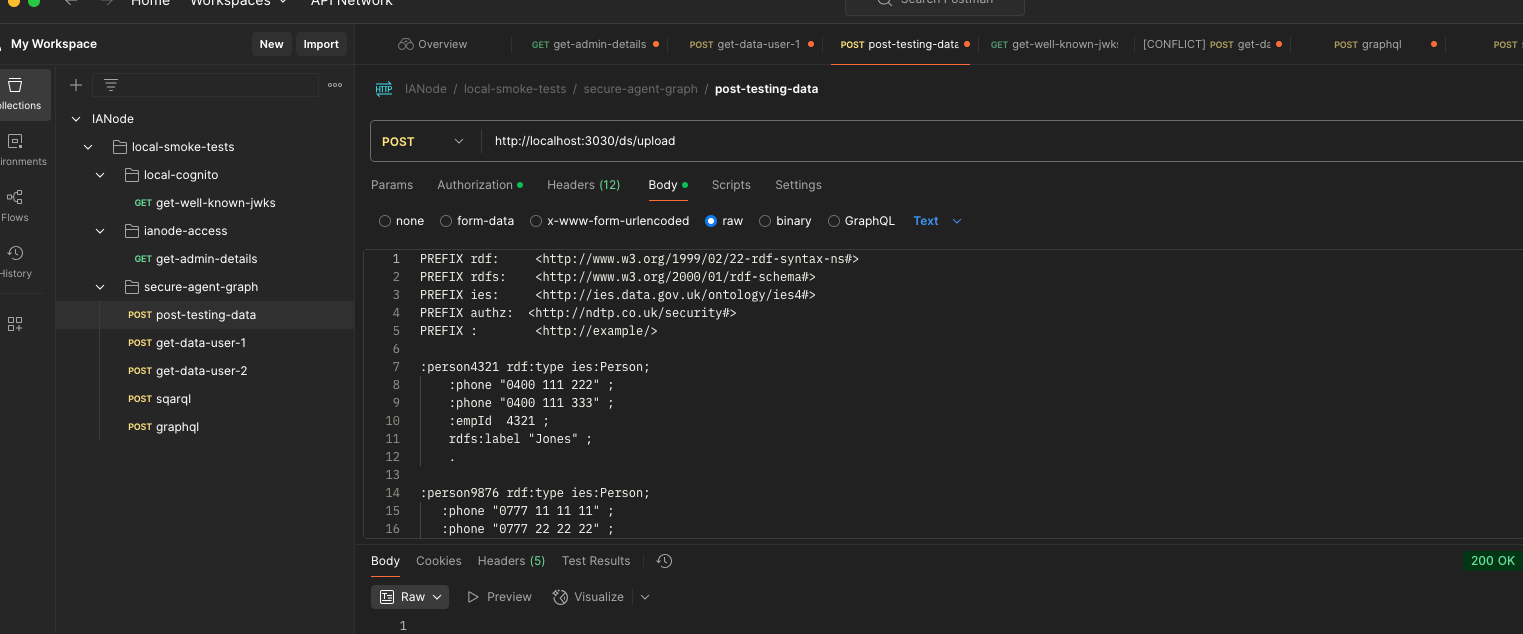 Home Workspaces API Network Search Postman
My Workspace New Import
Overview GET get-admin-details POST get-data-user-1 POST post-testing-data GET get-well-known-jwks [CONFLICT] POST get-da POST graphql POST
IANode / local-smoke-tests / secure-agent-graph / post-testing-data
POST http://localhost:3030/ds/upload
Params Authorization Headers (12) Body Scripts Settings
none form-data x-www-form-urlencoded raw binary GraphQL Text
ollections
ironments
Flows
History
IANode
local-smoke-tests
local-cognito
GET get-well-known-jwks
ianode-access
GET get-admin-details
secure-agent-graph
POST post-testing-data
POST get-data-user-1
POST get-data-user-2
POST sqarql
POST graphql
1 PREFIX rdf: <http://www.w3.org/1999/02/22-rdf-syntax-ns#>
2 PREFIX rdfs: <http://www.w3.org/2000/01/rdf-schema#>
3 PREFIX ies: <http://ies.data.gov.uk/ontology/ies4#>
4 PREFIX authz: <http://ndtp.co.uk/security#>
5 PREFIX : <http://example/>
6
7 :person4321 rdf:type ies:Person;
8 :phone "0400 111 222" ;
9 :phone "0400 111 333" ;
10 :empId 4321 ;
11 rdfs:label "Jones" ;
12 .
13
14 :person9876 rdf:type ies:Person;
15 :phone "0777 11 11 11" ;
16 :phone "0777 22 22 22" ;
Body Cookies Headers (5) Test Results 200 OK
Raw Preview Visualize
1